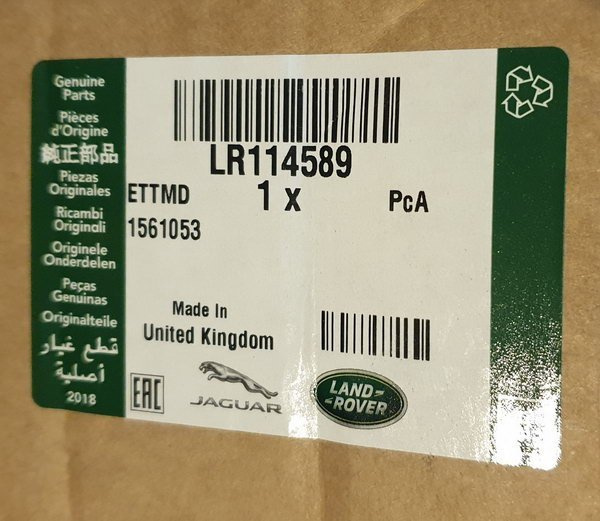 Genuine
Parts
Pièces
d'Origine
純正部品
Piezas
Originales
Ricambi
Originali
Originele
Onderdelen
Peças
Genuinas
Originalteile
قطع غيار
أصلية
2018
LR114589
ETTMD 1 x PcA
1561053
Made In
United Kingdom
EAC
JAGUAR
LAND-
-ROVER